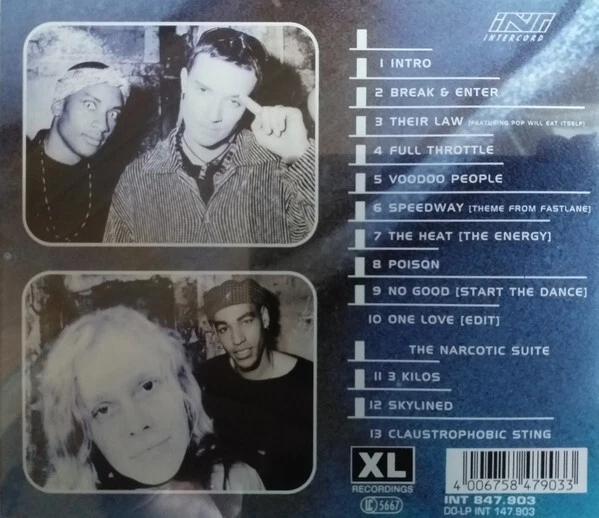 INT
INTERCORD
1 INTRO
2 BREAK & ENTER
3 THEIR LAW [FEATURING POP WILL EAT ITSELF]
4 FULL THROTTLE
5 VOODOO PEOPLE
6 SPEEDWAY [THEME FROM FASTLANE]
7 THE HEAT [THE ENERGY]
8 POISON
9 NO GOOD [START THE DANCE]
10 ONE LOVE [EDIT]
THE NARCOTIC SUITE
11 3 KILOS
12 SKYLINED
13 CLAUSTROPHOBIC STING
XL
RECORDINGS
LC 5667
4 006758 479033
INT 847.903
DO-LP INT 147.903